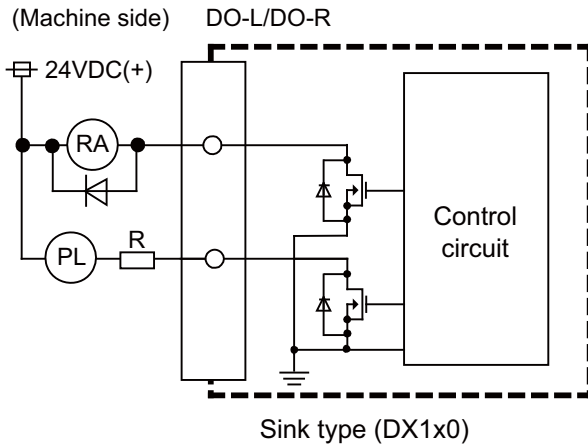 (Machine side) DO-L/DO-R
24VDC(+)
RA
R
PL
Control
circuit
Sink type (DX1x0)